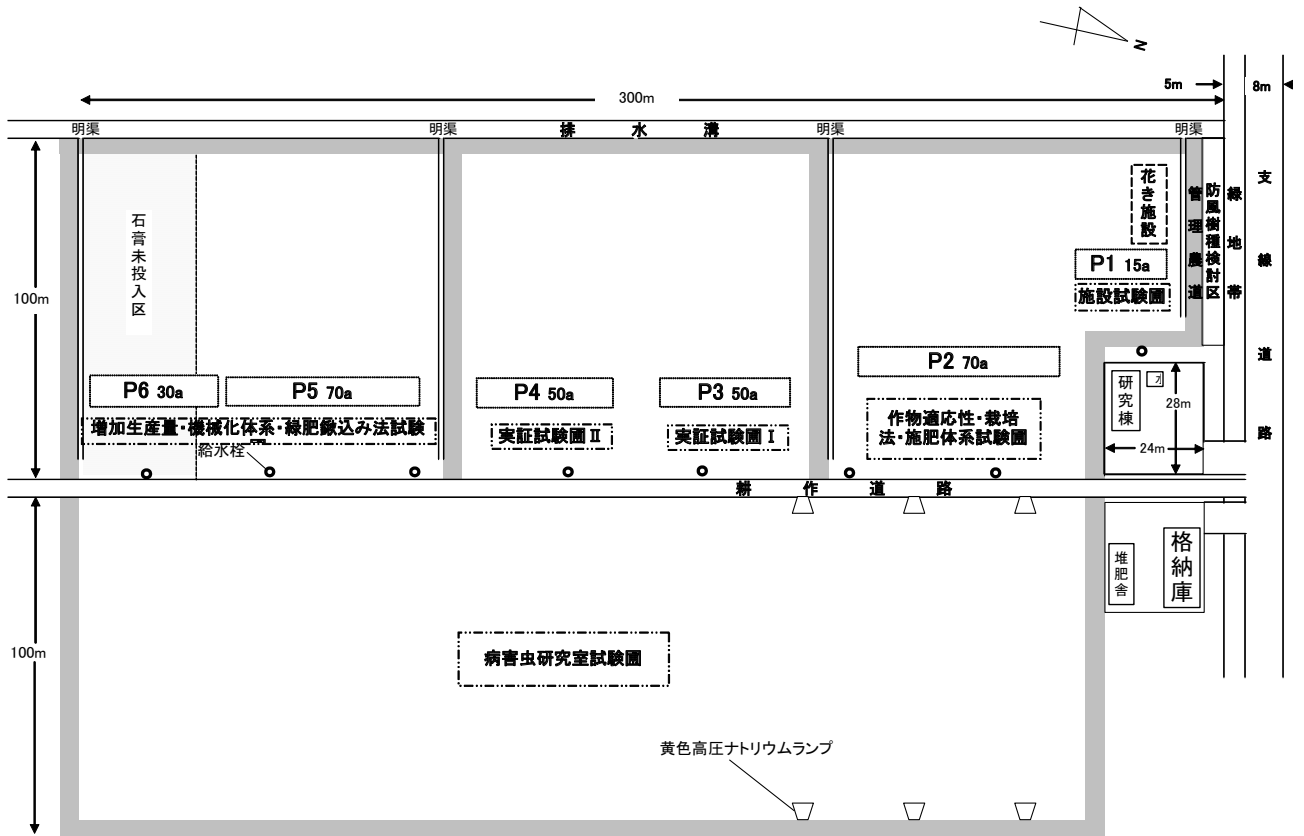 N
5m
8m
300m
明渠
明渠
排水溝
明渠
明渠
100m
石膏未投入区
花き施設
管理農道
防風樹種検討区
緑地帯
支線道路
P1 15a
施設試験圃
P2 70a
P6 30a
P5 70a
P4 50a
P3 50a
研究棟
28m
24m
増加生産量・機械化体系・緑肥鍬込み法試験
実証試験圃Ⅱ
実証試験圃Ⅰ
作物適応性・栽培
法・施肥体系試験圃
給水栓
耕作道路
堆肥舎
格納庫
100m
病害虫研究室試験圃
黄色高圧ナトリウムランプ